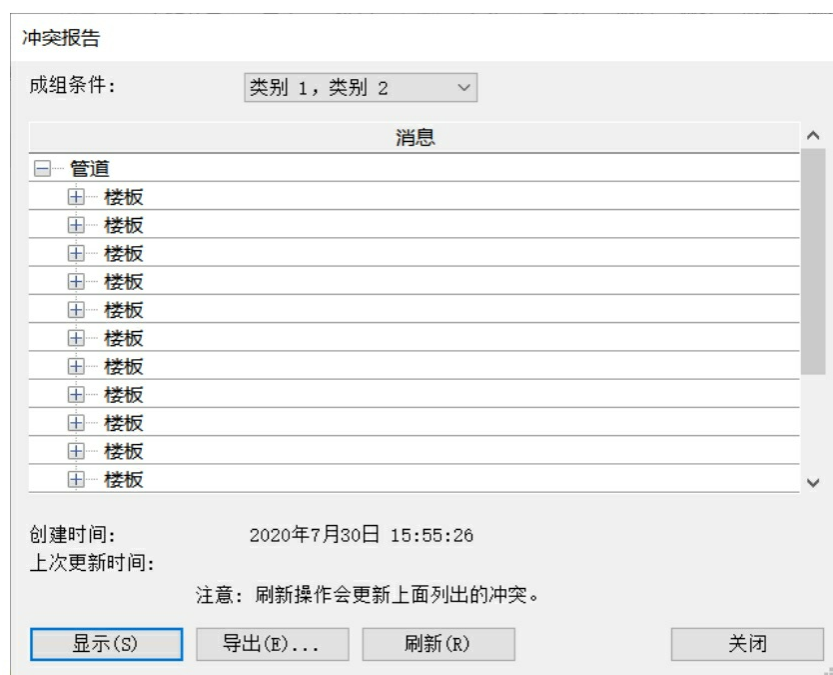 冲突报告
成组条件: 类别 1, 类别 2
消息
管道
楼板
楼板
楼板
楼板
楼板
楼板
楼板
楼板
楼板
楼板
楼板
创建时间: 2020年7月30日 15:55:26
上次更新时间:
注意: 刷新操作会更新上面列出的冲突。
显示(S) 导出(E)... 刷新(R) 关闭